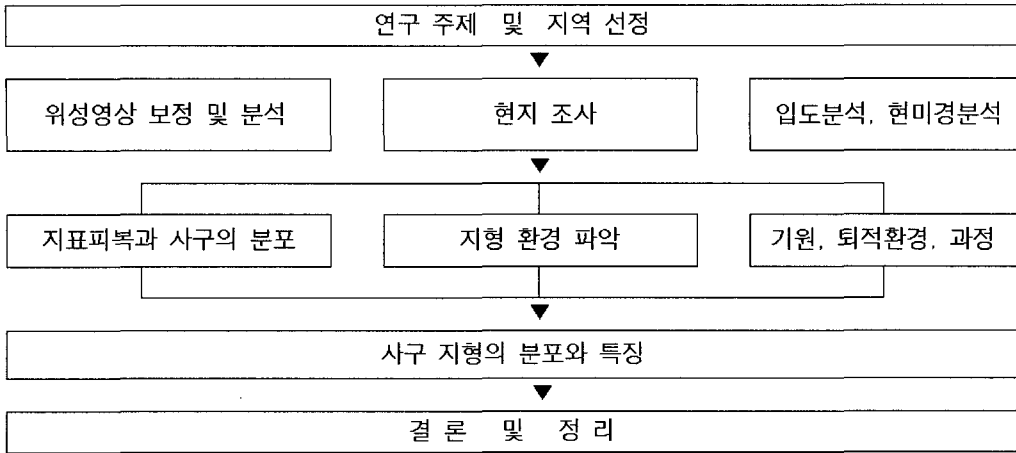 연구 주제 및 지역 선정
위성영상 보정 및 분석 현지 조사 입도분석, 현미경분석
지표피복과 사구의 분포 지형 환경 파악 기원, 퇴적환경, 과정
사구 지형의 분포와 특징
결 론 및 정 리